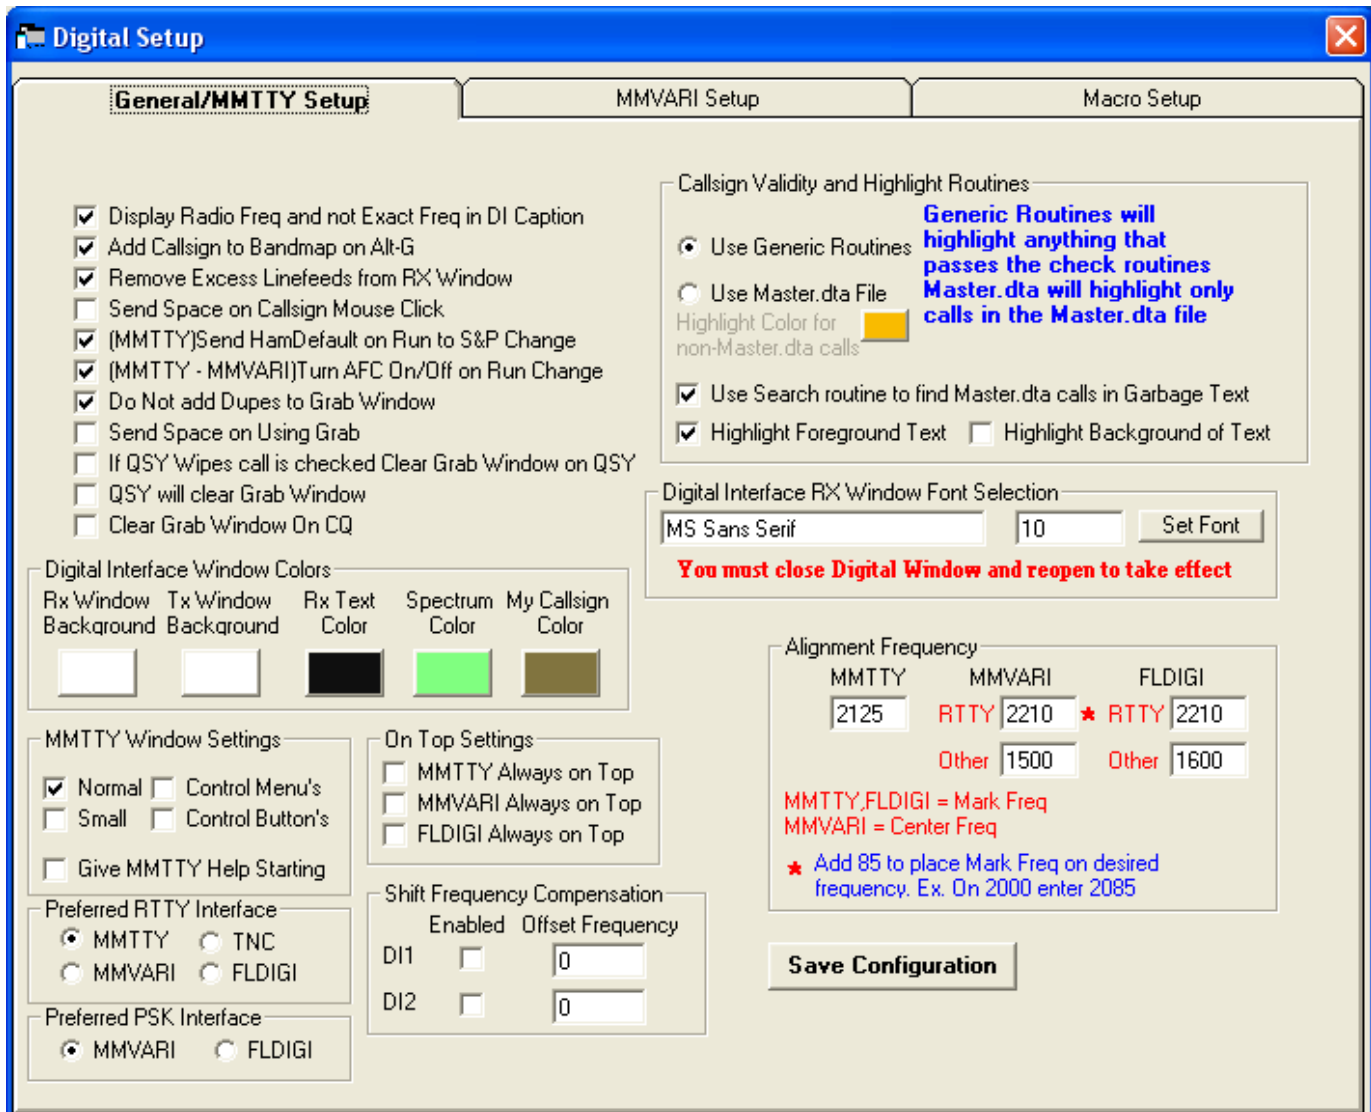 Digital Setup
General/MMTTY Setup
MMVARI Setup
Macro Setup
Display Radio Freq and not Exact Freq in DI Caption
Add Callsign to Bandmap on Alt-G
Remove Excess Linefeeds from RX Window
Send Space on Callsign Mouse Click
(MMTTY)Send HamDefault on Run to S&P Change
(MMTTY - MMVARI)Turn AFC On/Off on Run Change
Do Not add Dupes to Grab Window
Send Space on Using Grab
If QSY Wipes call is checked Clear Grab Window on QSY
QSY will clear Grab Window
Clear Grab Window On CQ
Callsign Validity and Highlight Routines
Use Generic Routines
Use Master.dta File
Highlight Color for
non-Master.dta calls
Generic Routines will
highlight anything that
passes the check routines
Master.dta will highlight only
calls in the Master.dta file
Use Search routine to find Master.dta calls in Garbage Text
Highlight Foreground Text
Highlight Background of Text
Digital Interface RX Window Font Selection
MS Sans Serif
10
Set Font
You must close Digital Window and reopen to take effect
Digital Interface Window Colors
Rx Window
Background
Tx Window
Background
Rx Text
Color
Spectrum
Color
My Callsign
Color
MMTTY Window Settings
Normal
Control Menu's
Small
Control Button's
Give MMTTY Help Starting
On Top Settings
MMTTY Always on Top
MMVARI Always on Top
FLDIGI Always on Top
Alignment Frequency
MMTTY
MMVARI
FLDIGI
2125
RTTY 2210 * RTTY 2210
Other 1500
Other 1600
MMTTY,FLDIGI = Mark Freq
MMVARI = Center Freq
* Add 85 to place Mark Freq on desired
frequency. Ex. On 2000 enter 2085
Preferred RTTY Interface
MMTTY
TNC
MMVARI
FLDIGI
Preferred PSK Interface
MMVARI
FLDIGI
Shift Frequency Compensation
Enabled
Offset Frequency
DI1
0
DI2
0
Save Configuration